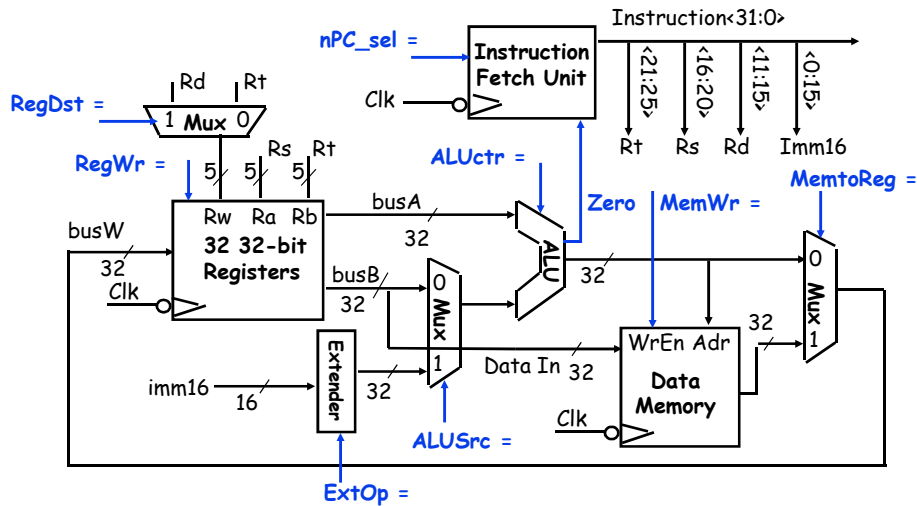 Instruction<31:0>
nPC_sel =
Instruction
Fetch Unit
Clk
<21:25>
<16:20>
<11:15>
<0:15>
Rt
Rs
Rd
Imm16
Rd
Rt
RegDst =
1
Mux
0
RegWr =
5
5
Rs
5
Rt
ALUctr =
Zero
MemWr =
MemtoReg =
busW
32
Clk
Rw
Ra
Rb
32 32-bit
Registers
busA
32
busB
32
ALU
32
0
Mux
1
Data In
32
WrEn
Adr
Data
Memory
Clk
32
0
Mux
1
imm16
16
Extender
32
ALUSrc =
ExtOp =